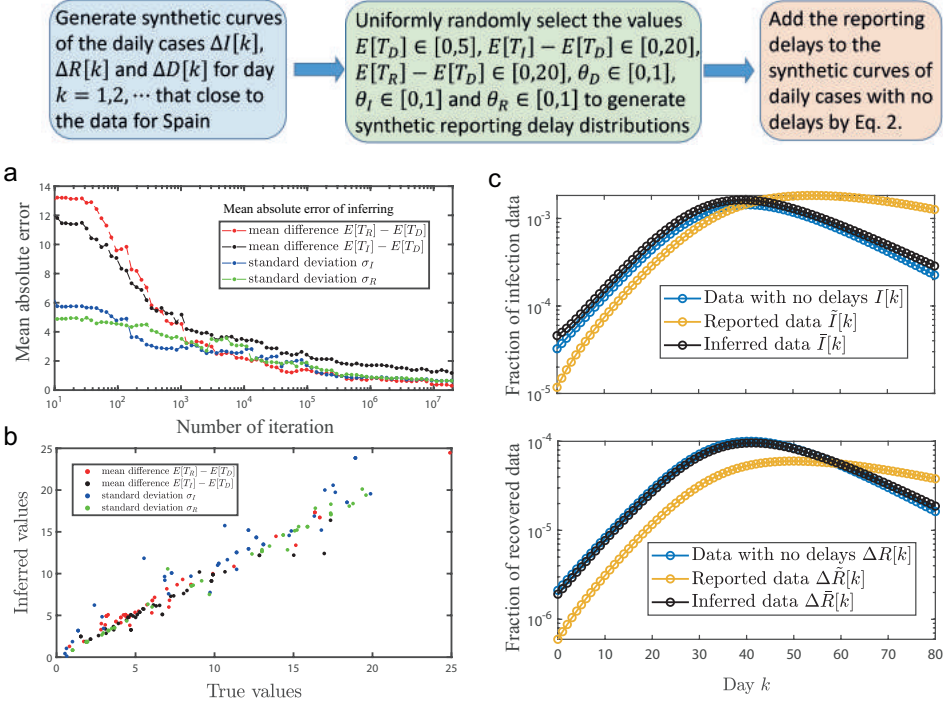 Generate synthetic curves
of the daily cases ΔI[k],
ΔR[k] and ΔD[k] for day
k = 1,2, ⋯ that close to
the data for Spain
Uniformly randomly select the values
E[T_D] ∈ [0,5], E[T_I] − E[T_D] ∈ [0,20],
E[T_R] − E[T_D] ∈ [0,20], θ_D ∈ [0,1],
θ_I ∈ [0,1] and θ_R ∈ [0,1] to generate
synthetic reporting delay distributions
Add the reporting
delays to the
synthetic curves of
daily cases with no
delays by Eq. 2.
a
Mean absolute error
14
12
10
8
6
4
2
0
Mean absolute error of inferring
mean difference E[T_R] − E[T_D]
mean difference E[T_I] − E[T_D]
standard deviation σ_I
standard deviation σ_R
10^1
10^2
10^3
10^4
10^5
10^6
10^7
Number of iteration
b
Inferred values
25
20
15
10
5
0
mean difference E[T_R] − E[T_D]
mean difference E[T_I] − E[T_D]
standard deviation σ_I
standard deviation σ_R
0
5
10
15
20
25
True values
c
Fraction of infection data
10^-3
10^-4
10^-5
Data with no delays I[k]
Reported data Ĩ[k]
Inferred data Ī[k]
0 10 20 30 40 50 60 70 80
Fraction of recovered data
10^-4
10^-5
10^-6
Data with no delays ΔR[k]
Reported data ΔR̃[k]
Inferred data ΔR̄[k]
0 10 20 30 40 50 60 70 80
Day k